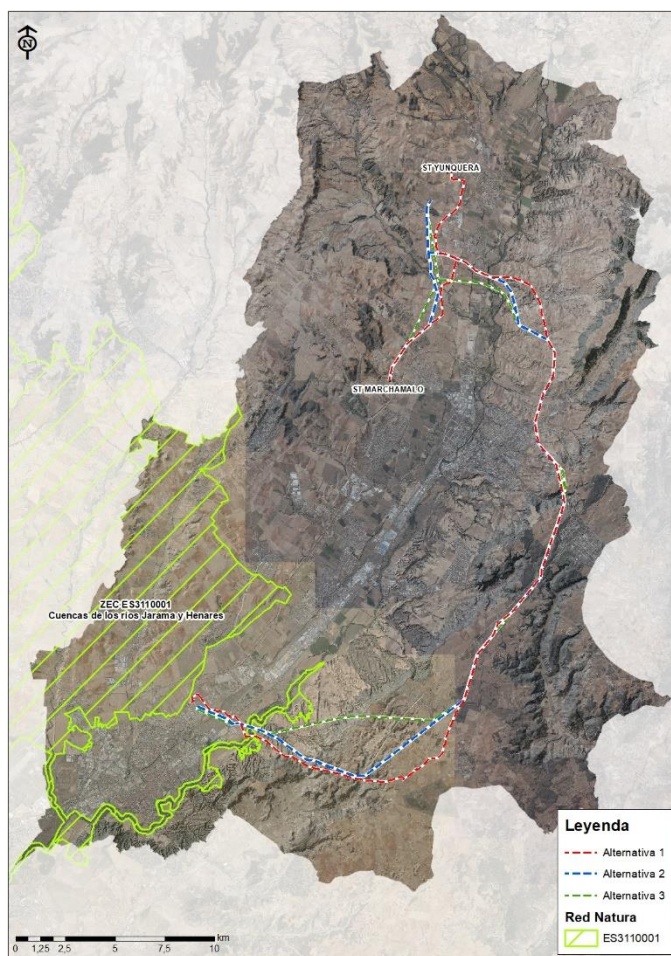 N
ST YUNQUERA
ST MARCHAMALO
ZEC ES3110001
Cuencas de los ríos Jarama y Henares
Leyenda
Alternativa 1
Alternativa 2
Alternativa 3
Red Natura
ES3110001
km
0 1,25 2,5 5 7,5 10